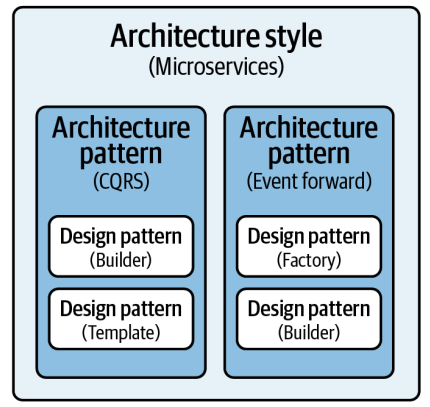 Architecture style
(Microservices)
Architecture
pattern
(CQRS)
Design pattern
(Builder)
Design pattern
(Template)
Architecture
pattern
(Event forward)
Design pattern
(Factory)
Design pattern
(Builder)